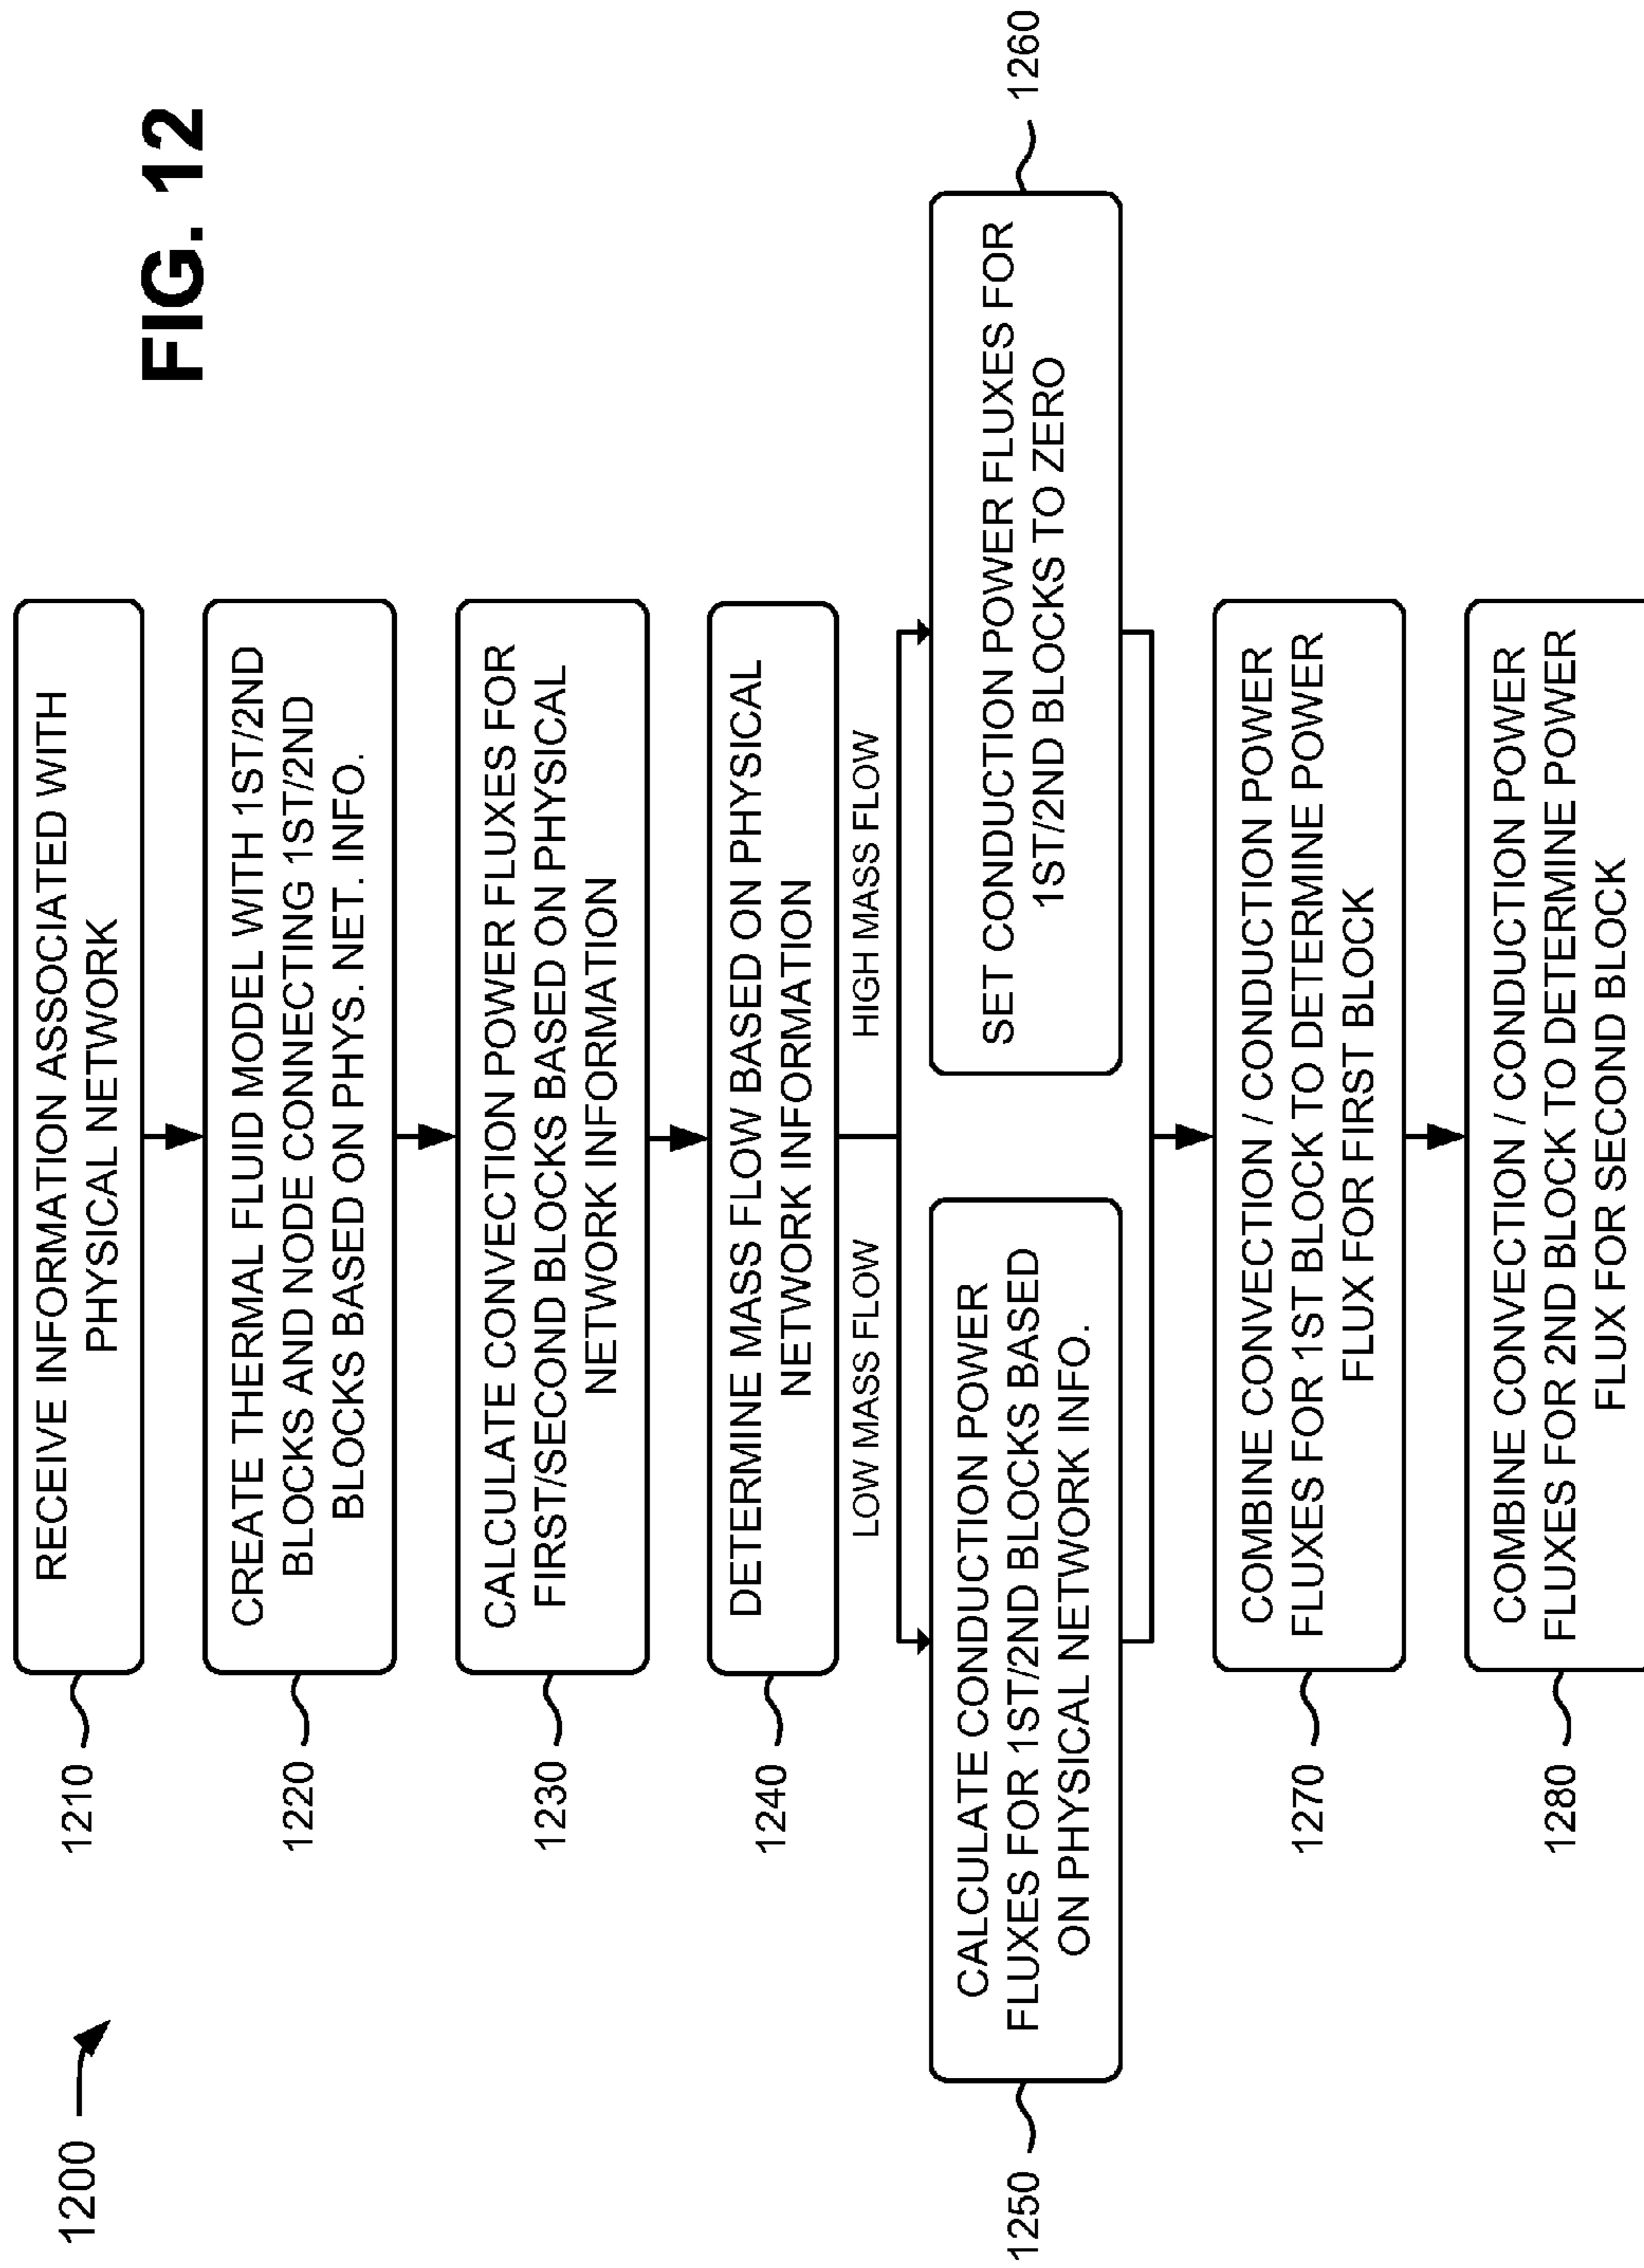 FIG. 12
1200
1210
RECEIVE INFORMATION ASSOCIATED WITH
PHYSICAL NETWORK
1220
CREATE THERMAL FLUID MODEL WITH 1ST/2ND
BLOCKS AND NODE CONNECTING 1ST/2ND
BLOCKS BASED ON PHYS. NET. INFO.
1230
CALCULATE CONVECTION POWER FLUXES FOR
FIRST/SECOND BLOCKS BASED ON PHYSICAL
NETWORK INFORMATION
1240
DETERMINE MASS FLOW BASED ON PHYSICAL
NETWORK INFORMATION
LOW MASS FLOW
HIGH MASS FLOW
1250
CALCULATE CONDUCTION POWER
FLUXES FOR 1ST/2ND BLOCKS BASED
ON PHYSICAL NETWORK INFO.
SET CONDUCTION POWER FLUXES FOR
1ST/2ND BLOCKS TO ZERO
1260
1270
COMBINE CONVECTION / CONDUCTION POWER
FLUXES FOR 1ST BLOCK TO DETERMINE POWER
FLUX FOR FIRST BLOCK
1280
COMBINE CONVECTION / CONDUCTION POWER
FLUXES FOR 2ND BLOCK TO DETERMINE POWER
FLUX FOR SECOND BLOCK